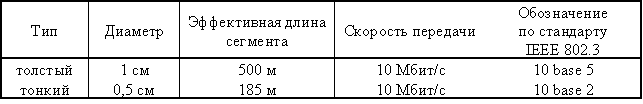 Тип
Диаметр
Эффективная длина
сегмента
Скорость передачи
Обозначение
по стандарту
IEEE 802.3
толстый 1 см 500 м 10 Мбит/с 10 base 5
тонкий 0,5 см 185 м 10 Мбит/с 10 base 2